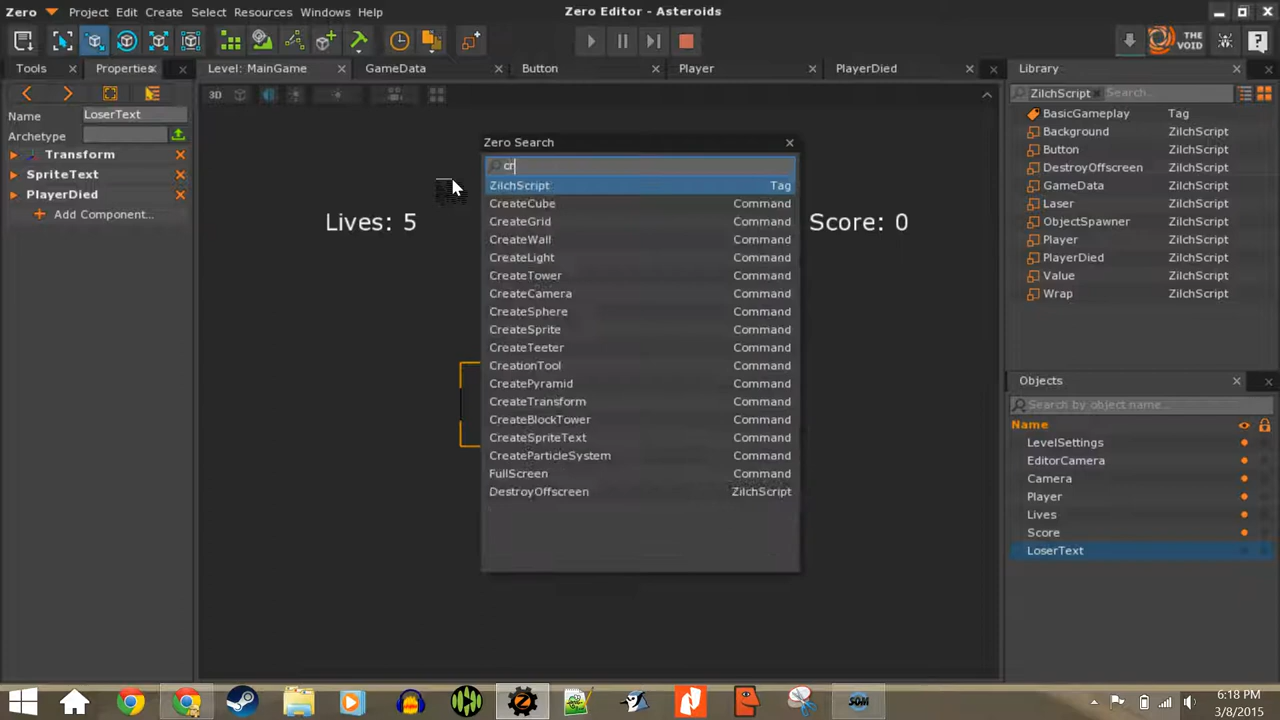 Zero Project Edit Create Select Resources Windows Help Zero Editor - Asteroids
THE VOID
Tools Properties Level: MainGame GameData Button Player PlayerDied Library
3D
ZilchScript Search...
Name LoserText
Archetype
Transform
SpriteText
PlayerDied
Add Component...
Lives: 5
Score: 0
Zero Search
cr
ZilchScript Tag
CreateCube Command
CreateGrid Command
CreateWall Command
CreateLight Command
CreateTower Command
CreateCamera Command
CreateSphere Command
CreateSprite Command
CreateTeeter Command
CreationTool Command
CreatePyramid Command
CreateTransform Command
CreateBlockTower Command
CreateSpriteText Command
CreateParticleSystem Command
FullScreen Command
DestroyOffscreen ZilchScript
BasicGameplay Tag
Background ZilchScript
Button ZilchScript
DestroyOffscreen ZilchScript
GameData ZilchScript
Laser ZilchScript
ObjectSpawner ZilchScript
Player ZilchScript
PlayerDied ZilchScript
Value ZilchScript
Wrap ZilchScript
Objects
Search by object name...
Name
LevelSettings
EditorCamera
Camera
Player
Lives
Score
LoserText
SOM
6:18 PM
3/8/2015